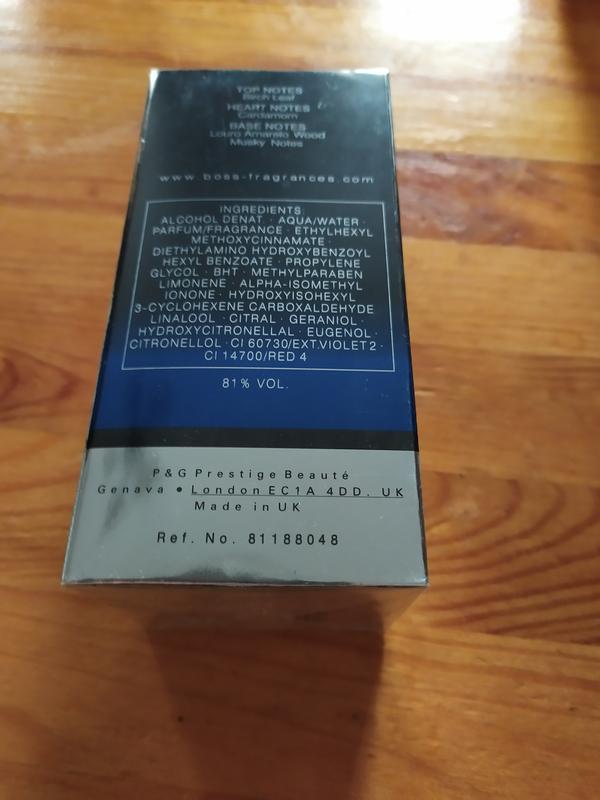 TOP NOTES
Birch Leaf
HEART NOTES
Cardamom
BASE NOTES
Louro Amarelo Wood
Musky Notes
www.boss-fragrances.com
INGREDIENTS:
ALCOHOL DENAT · AQUA/WATER ·
PARFUM/FRAGRANCE · ETHYLHEXYL
METHOXYCINNAMATE ·
DIETHYLAMINO HYDROXYBENZOYL
HEXYL BENZOATE · PROPYLENE
GLYCOL · BHT · METHYLPARABEN
LIMONENE · ALPHA-ISOMETHYL
IONONE · HYDROXYISOHEXYL
3-CYCLOHEXENE CARBOXALDEHYDE
LINALOOL · CITRAL · GERANIOL ·
HYDROXYCITRONELLAL · EUGENOL ·
CITRONELLOL · CI 60730/EXT.VIOLET 2 ·
CI 14700/RED 4
81% VOL.
P&G Prestige Beauté
Genava • London EC1A 4DD. UK
Made in UK
Ref. No. 81188048